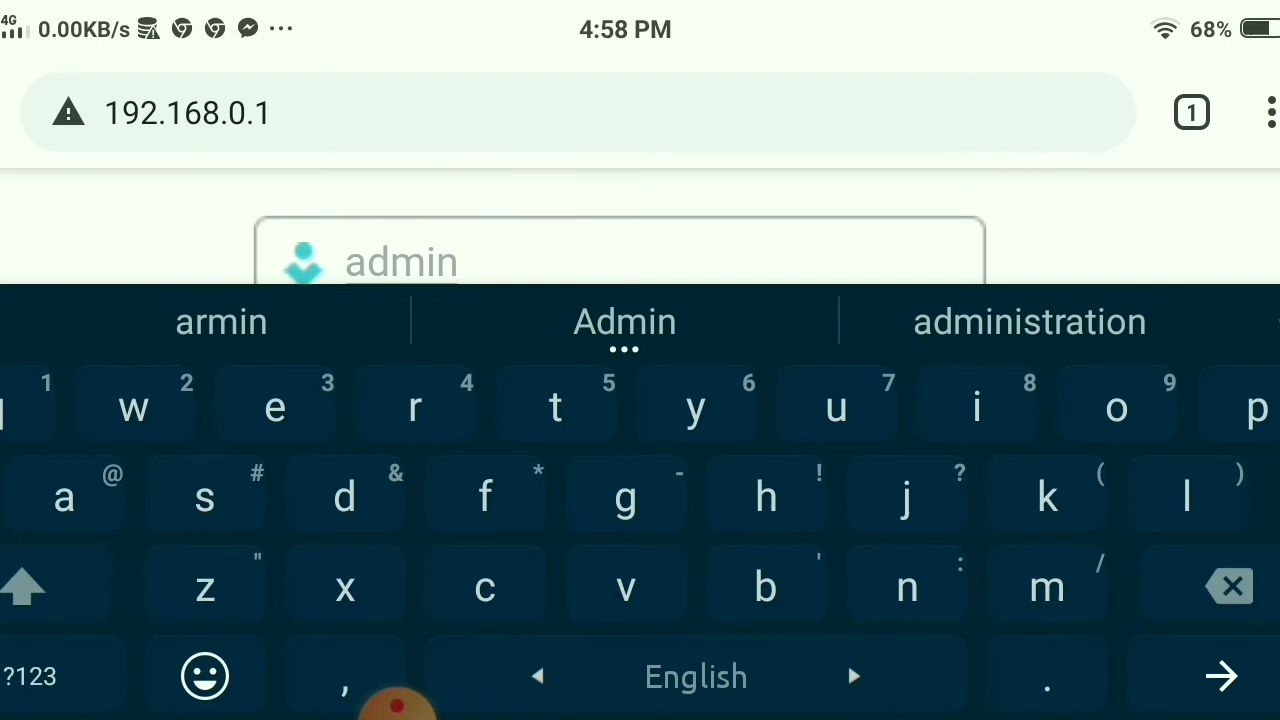 4G 0.00KB/s ... 4:58 PM 68%
192.168.0.1 1
admin
armin Admin administration
1 2 3 4 5 6 7 8 9
w e r t y u i o p
@ # & * - ! ? ( )
a s d f g h j k l
" ' : /
z x c v b n m
?123 , English .